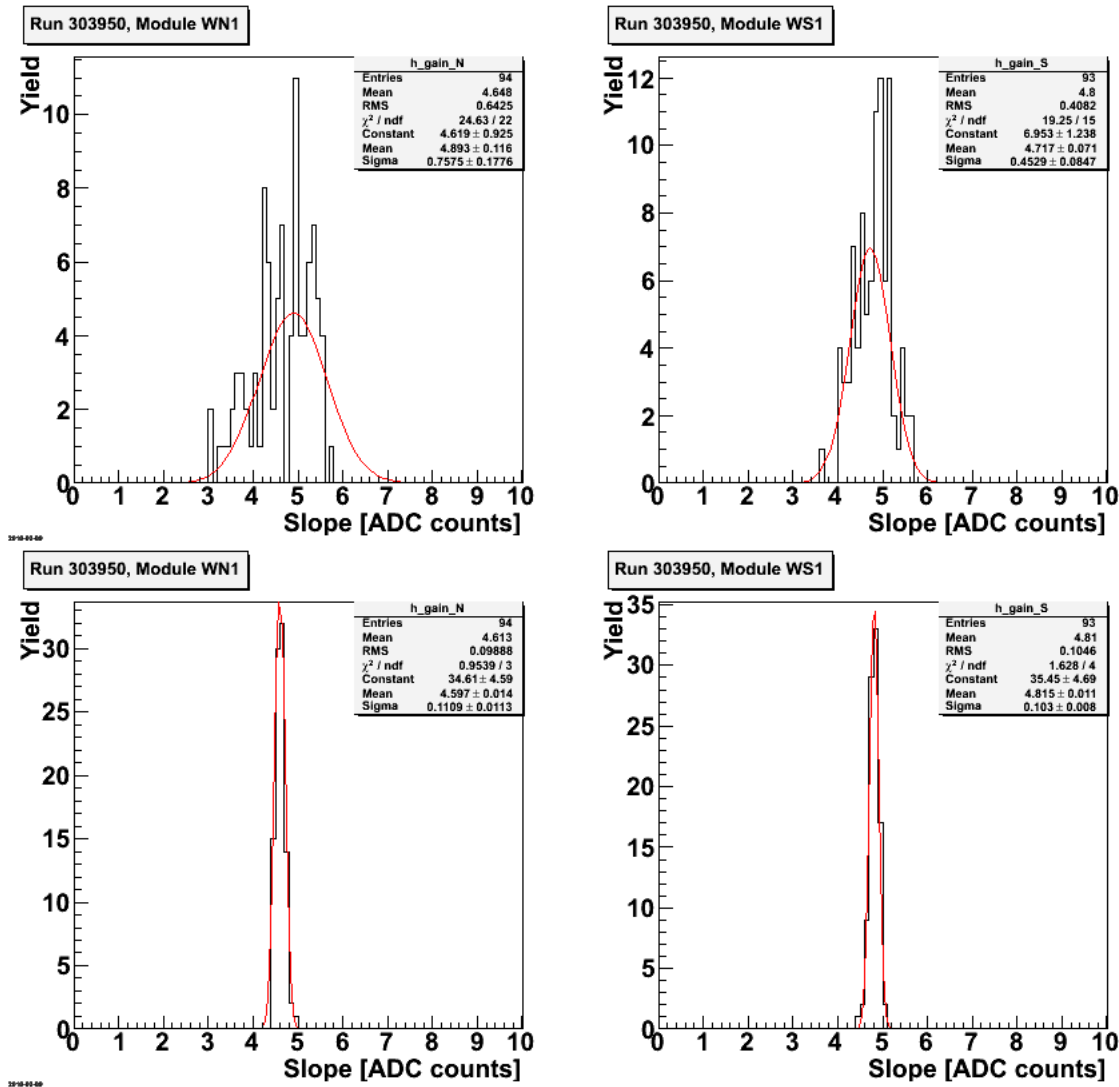 Run 303950, Module WN1
Yield
h_gain_N
Entries 94
Mean 4.648
RMS 0.6425
χ² / ndf 24.63 / 22
Constant 4.619 ± 0.925
Mean 4.893 ± 0.116
Sigma 0.7575 ± 0.1776
10
8
6
4
2
0
0 1 2 3 4 5 6 7 8 9 10
Slope [ADC counts]
Run 303950, Module WS1
Yield
h_gain_S
Entries 93
Mean 4.8
RMS 0.4082
χ² / ndf 19.25 / 15
Constant 6.953 ± 1.238
Mean 4.717 ± 0.071
Sigma 0.4529 ± 0.0847
12
10
8
6
4
2
0
0 1 2 3 4 5 6 7 8 9 10
Slope [ADC counts]
Run 303950, Module WN1
Yield
h_gain_N
Entries 94
Mean 4.613
RMS 0.09888
χ² / ndf 0.9539 / 3
Constant 34.61 ± 4.59
Mean 4.597 ± 0.014
Sigma 0.1109 ± 0.0113
30
25
20
15
10
5
0
0 1 2 3 4 5 6 7 8 9 10
Slope [ADC counts]
Run 303950, Module WS1
Yield
h_gain_S
Entries 93
Mean 4.81
RMS 0.1046
χ² / ndf 1.628 / 4
Constant 35.45 ± 4.69
Mean 4.815 ± 0.011
Sigma 0.103 ± 0.008
35
30
25
20
15
10
5
0
0 1 2 3 4 5 6 7 8 9 10
Slope [ADC counts]